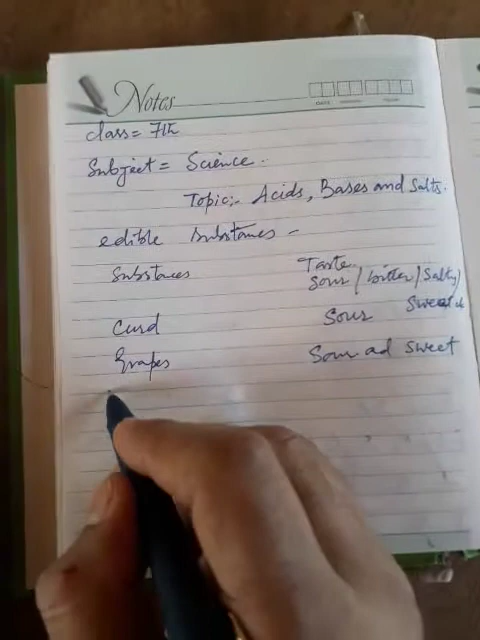 Notes
Class = 7th
Subject = Science.
Topic:- Acids, Bases and Salts.
edible substances -
Substances Taste
Sour / bitter / Salty /
Sweet
Curd Sour
Grapes Sour ad sweet